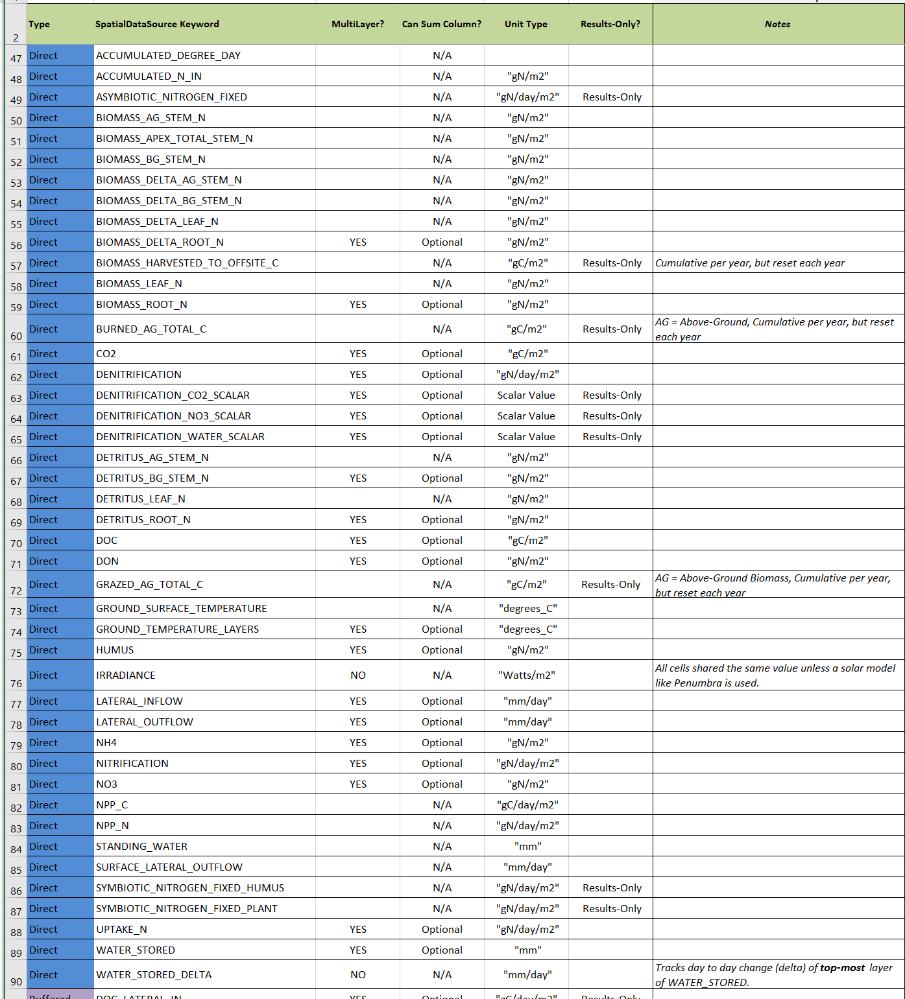 Type SpatialDataSource Keyword MultiLayer? Can Sum Column? Unit Type Results-Only? Notes
2
47 Direct ACCUMULATED_DEGREE_DAY N/A
48 Direct ACCUMULATED_N_IN N/A "gN/m2"
49 Direct ASYMBIOTIC_NITROGEN_FIXED N/A "gN/day/m2" Results-Only
50 Direct BIOMASS_AG_STEM_N N/A "gN/m2"
51 Direct BIOMASS_APEX_TOTAL_STEM_N N/A "gN/m2"
52 Direct BIOMASS_BG_STEM_N N/A "gN/m2"
53 Direct BIOMASS_DELTA_AG_STEM_N N/A "gN/m2"
54 Direct BIOMASS_DELTA_BG_STEM_N N/A "gN/m2"
55 Direct BIOMASS_DELTA_LEAF_N N/A "gN/m2"
56 Direct BIOMASS_DELTA_ROOT_N YES Optional "gN/m2"
57 Direct BIOMASS_HARVESTED_TO_OFFSITE_C N/A "gC/m2" Results-Only Cumulative per year, but reset each year
58 Direct BIOMASS_LEAF_N N/A "gN/m2"
59 Direct BIOMASS_ROOT_N YES Optional "gN/m2"
60 Direct BURNED_AG_TOTAL_C N/A "gC/m2" Results-Only AG = Above-Ground, Cumulative per year, but reset
each year
61 Direct CO2 YES Optional "gC/m2"
62 Direct DENITRIFICATION YES Optional "gN/day/m2"
63 Direct DENITRIFICATION_CO2_SCALAR YES Optional Scalar Value Results-Only
64 Direct DENITRIFICATION_NO3_SCALAR YES Optional Scalar Value Results-Only
65 Direct DENITRIFICATION_WATER_SCALAR YES Optional Scalar Value Results-Only
66 Direct DETRITUS_AG_STEM_N N/A "gN/m2"
67 Direct DETRITUS_BG_STEM_N YES Optional "gN/m2"
68 Direct DETRITUS_LEAF_N N/A "gN/m2"
69 Direct DETRITUS_ROOT_N YES Optional "gN/m2"
70 Direct DOC YES Optional "gC/m2"
71 Direct DON YES Optional "gN/m2"
72 Direct GRAZED_AG_TOTAL_C N/A "gC/m2" Results-Only AG = Above-Ground Biomass, Cumulative per year,
but reset each year
73 Direct GROUND_SURFACE_TEMPERATURE N/A "degrees_C"
74 Direct GROUND_TEMPERATURE_LAYERS YES Optional "degrees_C"
75 Direct HUMUS YES Optional "gN/m2"
76 Direct IRRADIANCE NO N/A "Watts/m2" All cells shared the same value unless a solar model
like Penumbra is used.
77 Direct LATERAL_INFLOW YES Optional "mm/day"
78 Direct LATERAL_OUTFLOW YES Optional "mm/day"
79 Direct NH4 YES Optional "gN/m2"
80 Direct NITRIFICATION YES Optional "gN/day/m2"
81 Direct NO3 YES Optional "gN/m2"
82 Direct NPP_C N/A "gC/day/m2"
83 Direct NPP_N N/A "gN/day/m2"
84 Direct STANDING_WATER N/A "mm"
85 Direct SURFACE_LATERAL_OUTFLOW N/A "mm/day"
86 Direct SYMBIOTIC_NITROGEN_FIXED_HUMUS N/A "gN/day/m2" Results-Only
87 Direct SYMBIOTIC_NITROGEN_FIXED_PLANT N/A "gN/day/m2" Results-Only
88 Direct UPTAKE_N YES Optional "gN/day/m2"
89 Direct WATER_STORED YES Optional "mm"
90 Direct WATER_STORED_DELTA NO N/A "mm/day" Tracks day to day change (delta) of top-most layer
of WATER_STORED.
Buffered DOC_LATERAL_IN YES Optional "gC/day/m2" Results-Only